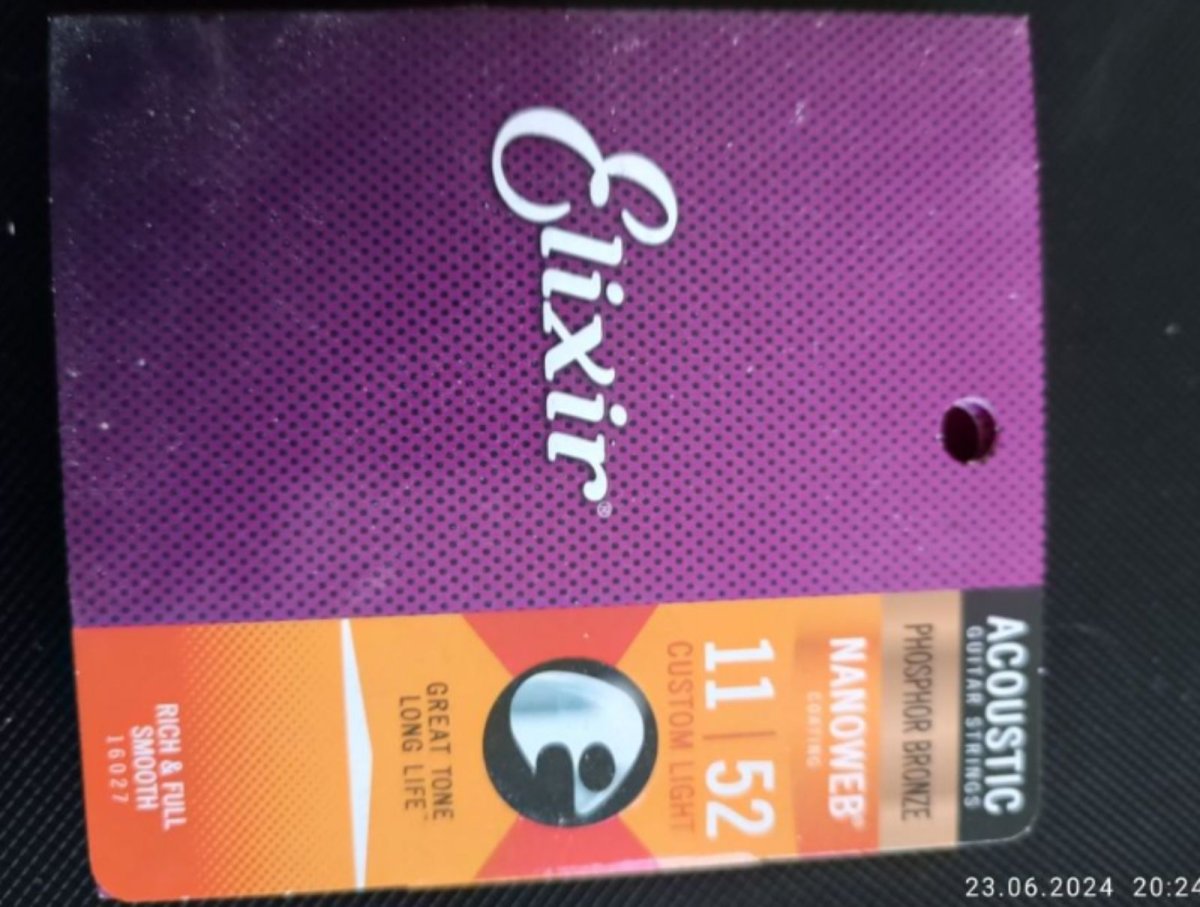 Elixir®
ACOUSTIC
GUITAR STRINGS
PHOSPHOR BRONZE
NANOWEB®
COATING
11 | 52
CUSTOM LIGHT
GREAT TONE
LONG LIFE™
RICH & FULL
SMOOTH
16027
23.06.2024 20:24